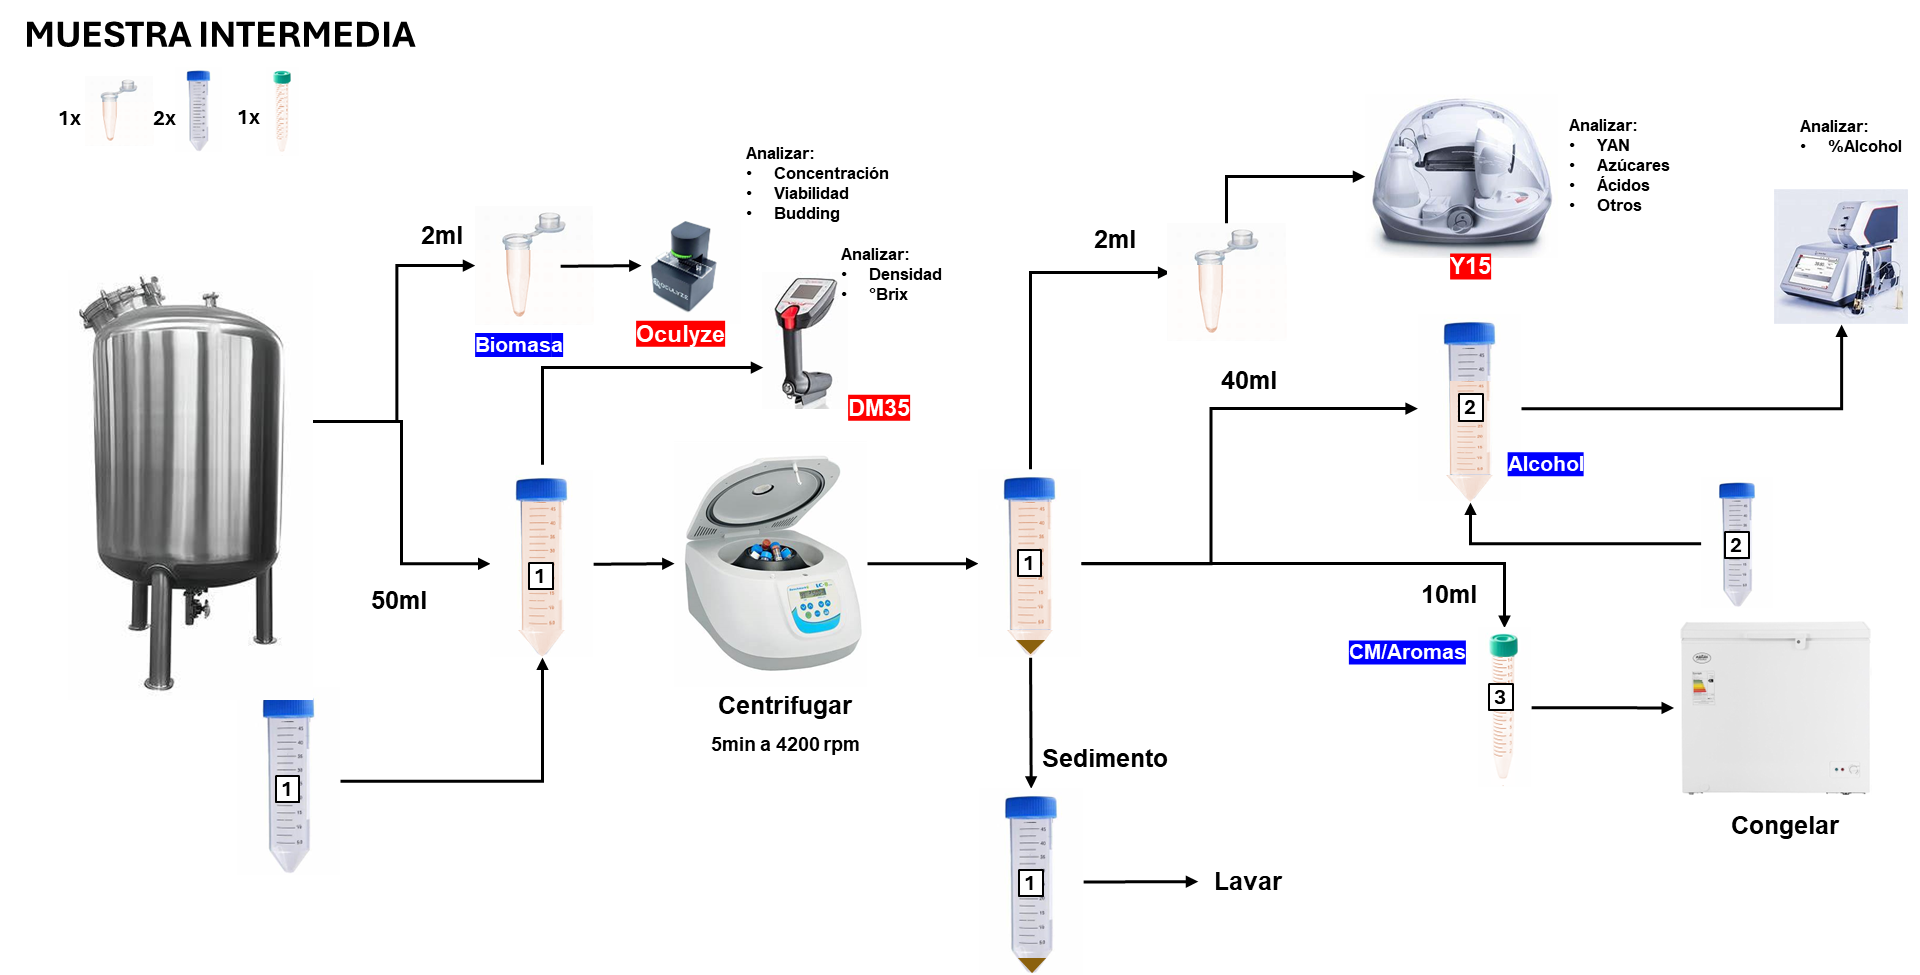 MUESTRA INTERMEDIA
1x
2x
1x
Analizar:
• Concentración
• Viabilidad
• Budding
2ml
Biomasa
OCULYZE
Oculyze
Analizar:
• Densidad
• °Brix
DM35
50ml
1
1
Centrifugar
5min a 4200 rpm
1
Sedimento
1
Lavar
2ml
Y15
Analizar:
• YAN
• Azúcares
• Ácidos
• Otros
Analizar:
• %Alcohol
40ml
2
Alcohol
2
10ml
CM/Aromas
3
Congelar